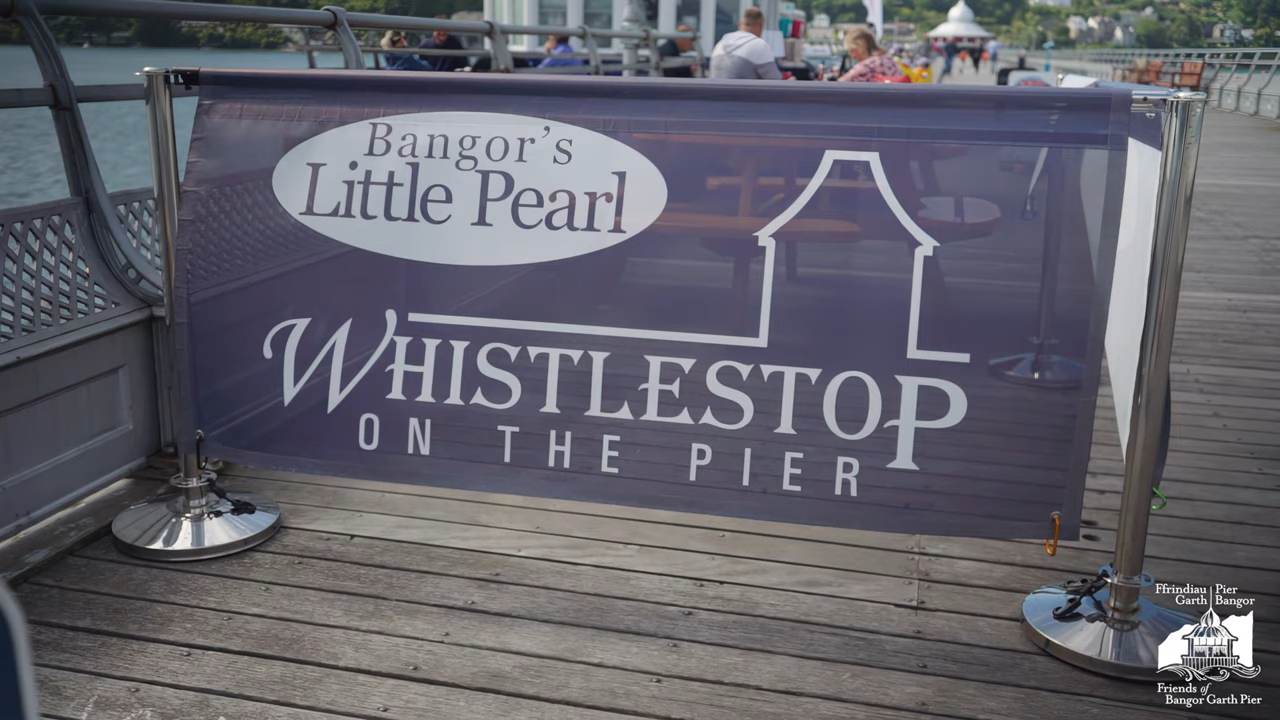 Bangor's
Little Pearl
WHISTLESTOP
ON THE PIER
Ffrindiau | Pier
Garth | Bangor
Friends of
Bangor Garth Pier